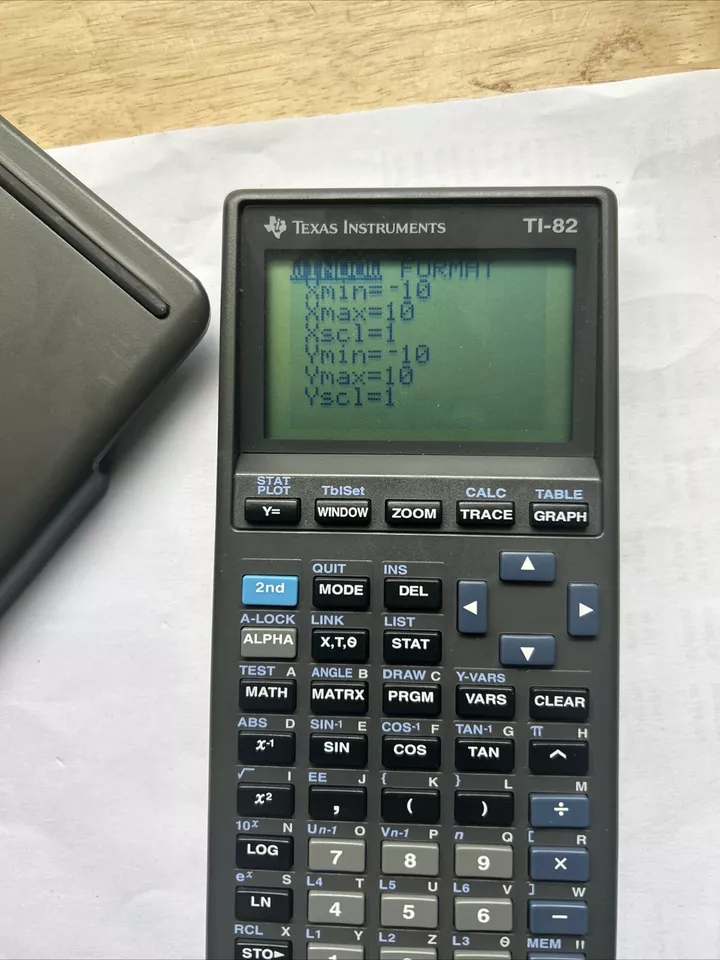 TEXAS INSTRUMENTS TI-82
WINDOW FORMAT
Xmin=-10
Xmax=10
Xscl=1
Ymin=-10
Ymax=10
Yscl=1
STAT PLOT TblSet CALC TABLE
Y= WINDOW ZOOM TRACE GRAPH
QUIT INS
2nd MODE DEL ◄ ▲ ▼ ►
A-LOCK LINK LIST
ALPHA X,T,θ STAT
TEST A ANGLE B DRAW C Y-VARS
MATH MATRX PRGM VARS CLEAR
ABS D SIN⁻¹ E COS⁻¹ F TAN⁻¹ G π H
x⁻¹ SIN COS TAN ^
√ I EE J { K } L M
x² , ( ) ÷
10ˣ N Un-1 O Vn-1 P n Q [ R
LOG 7 8 9 ×
eˣ S L4 T L5 U L6 V ] W
LN 4 5 6 −
RCL X L1 Y L2 Z L3 θ MEM "
STO►